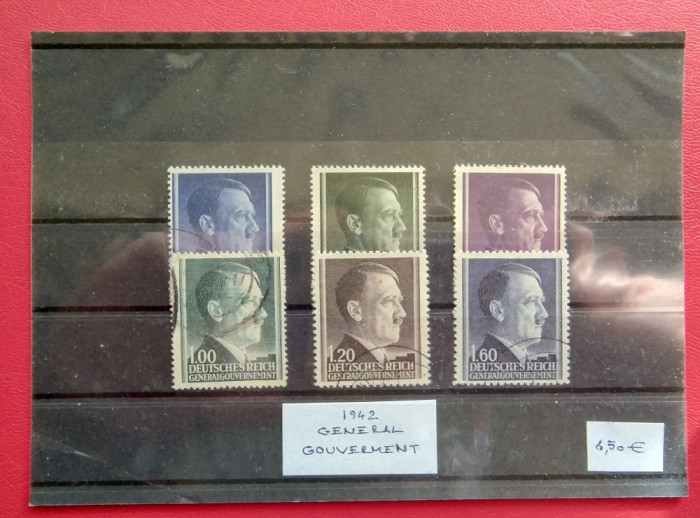 1.00
DEUTSCHES REICH
GENERALGOUVERNEMENT
1.20
DEUTSCHES REICH
GENERALGOUVERNEMENT
1.60
DEUTSCHES REICH
GENERALGOUVERNEMENT
1942
GENERAL
GOUVERMENT
6,50 €